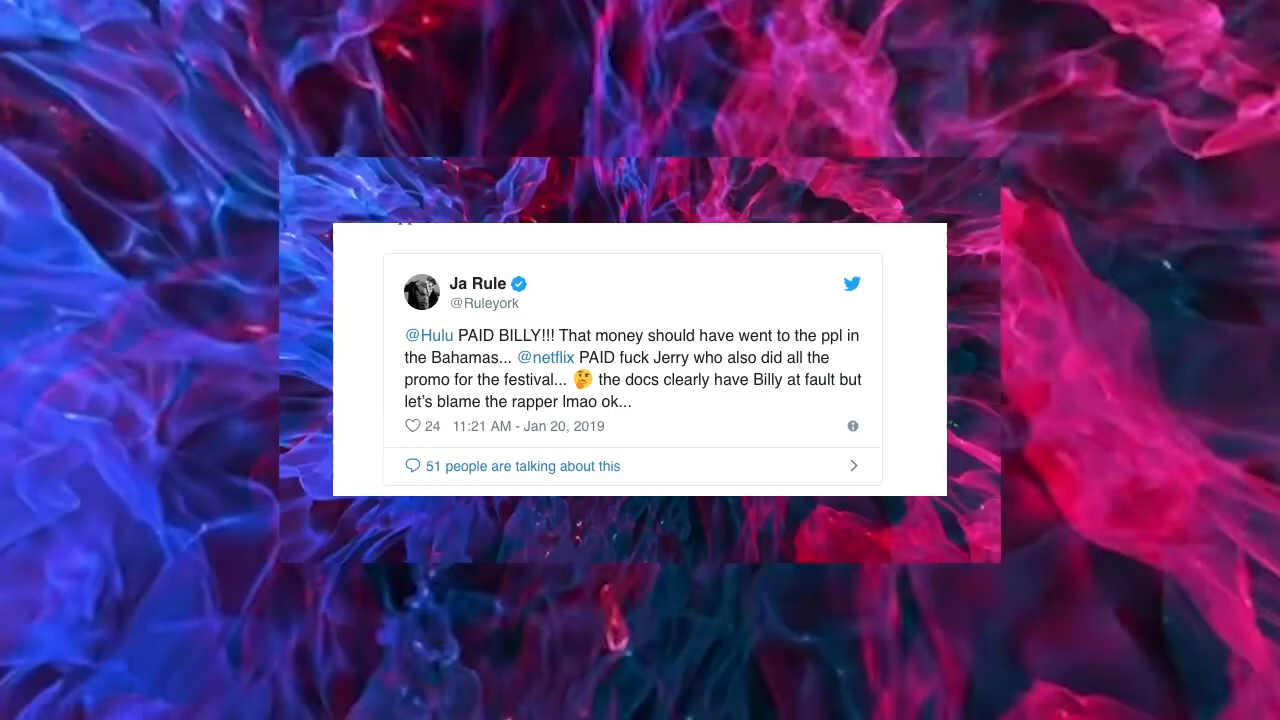 Ja Rule
@Ruleyork
@Hulu PAID BILLY!!! That money should have went to the ppl in
the Bahamas... @netflix PAID fuck Jerry who also did all the
promo for the festival... 🤔 the docs clearly have Billy at fault but
let’s blame the rapper lmao ok...
24 11:21 AM - Jan 20, 2019
51 people are talking about this